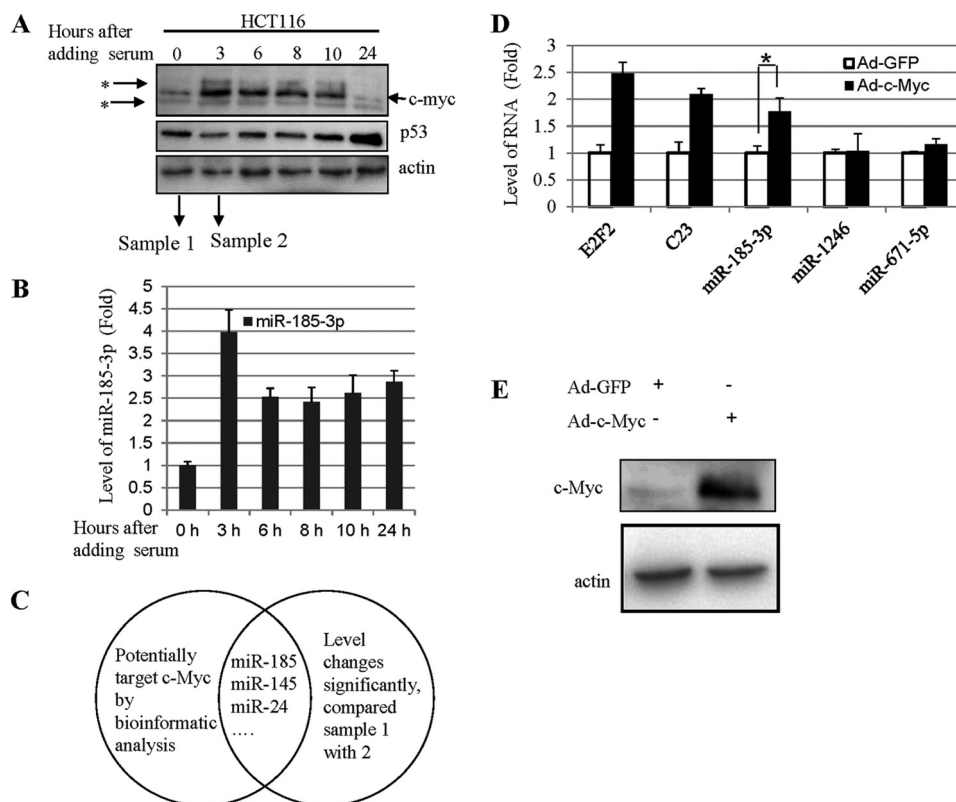 A
HCT116
Hours after
adding serum
0 3 6 8 10 24
*
*
c-myc
p53
actin
Sample 1
Sample 2
B
Level of miR-185-3p (Fold)
5
4.5
4
3.5
3
2.5
2
1.5
1
0.5
0
miR-185-3p
Hours after
adding serum
0 h 3 h 6 h 8 h 10 h 24 h
C
Potentially
target c-Myc
by
bioinformatic
analysis
miR-185
miR-145
miR-24
....
Level
changes
significantly,
compared
sample 1
with 2
D
Level of RNA (Fold)
3
2.5
2
1.5
1
0.5
0
*
Ad-GFP
Ad-c-Myc
E2F2
C23
miR-185-3p
miR-1246
miR-671-5p
E
Ad-GFP + -
Ad-c-Myc - +
c-Myc
actin